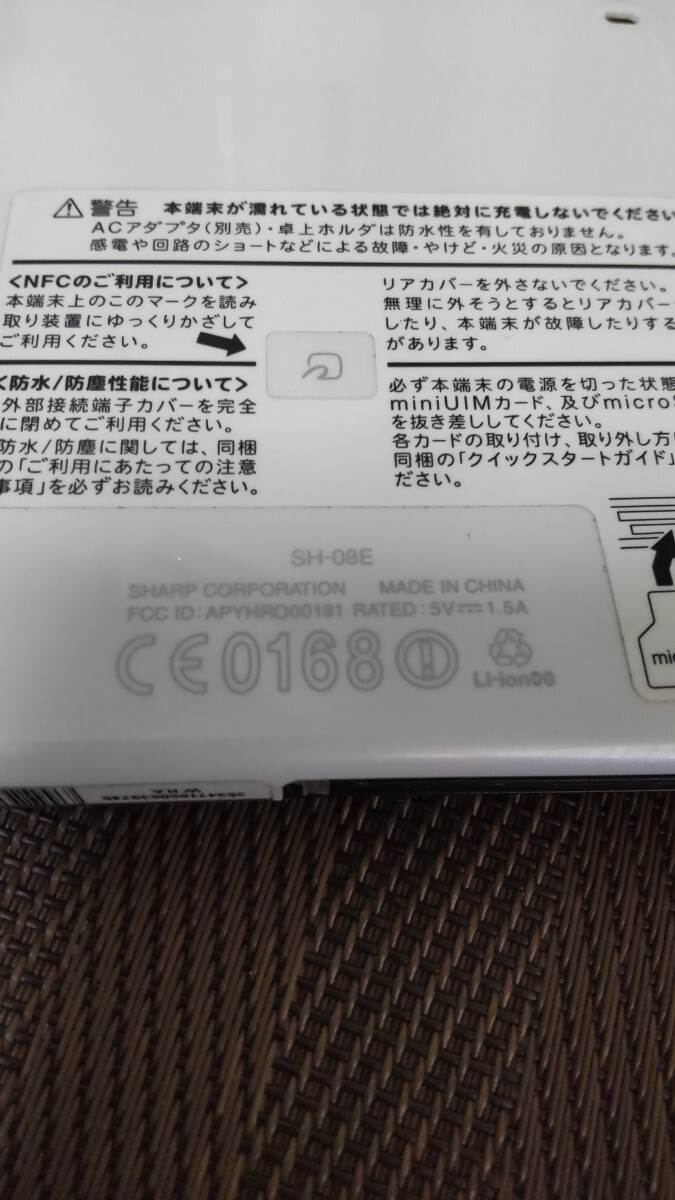 警告 本端末が濡れている状態では絶対に充電しないでください
ACアダプタ(別売)・卓上ホルダは防水性を有しておりません。
感電や回路のショートなどによる故障・やけど・火災の原因となります。
<NFCのご利用について>
本端末上のこのマークを読み
取り装置にゆっくりかざして
ご利用ください。
<防水/防塵性能について>
外部接続端子カバーを完全
に閉めてご利用ください。
防水/防塵に関しては、同梱
の「ご利用にあたっての注意
事項」を必ずお読みください。
リアカバーを外さないでください。
無理に外そうとするとリアカバー
したり、本端末が故障したりする
があります。
必ず本端末の電源を切った状態
miniUIMカード、及びmicroS
を抜き差ししてください。
各カードの取り付け、取り外し方
同梱の「クイックスタートガイド」
ださい。
mic
SH-08E
SHARP CORPORATION MADE IN CHINA
FCC ID:APYHRO00191 RATED:5V⎓1.5A
CE0168
Li-ion00
WHA